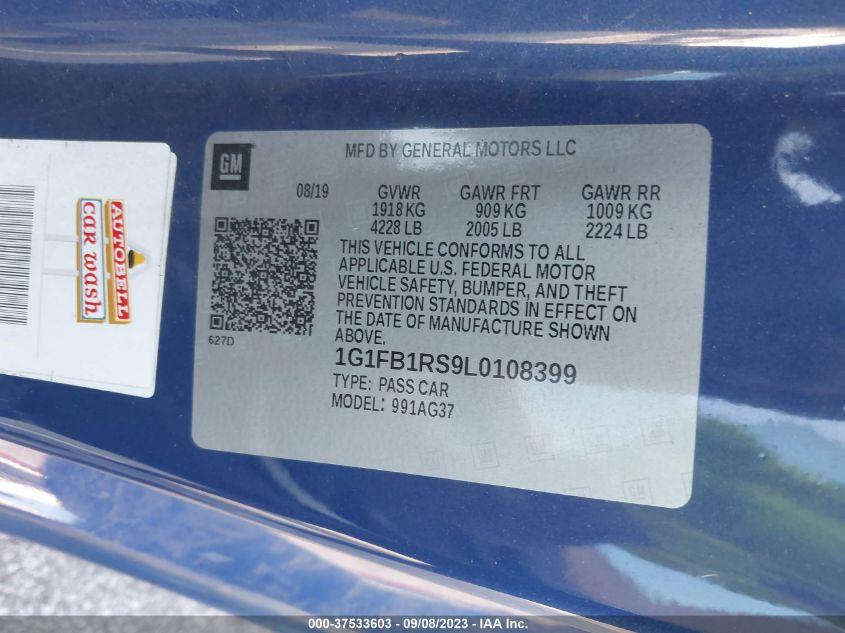 GM
MFD BY GENERAL MOTORS LLC
08/19 GVWR GAWR FRT GAWR RR
1918 KG 909 KG 1009 KG
4228 LB 2005 LB 2224 LB
THIS VEHICLE CONFORMS TO ALL
APPLICABLE U.S. FEDERAL MOTOR
VEHICLE SAFETY, BUMPER, AND THEFT
PREVENTION STANDARDS IN EFFECT ON
THE DATE OF MANUFACTURE SHOWN
ABOVE.
627D
1G1FB1RS9L0108399
TYPE: PASS CAR
MODEL: 991AG37
AUTOBELL
car wash
000-37533603 - 09/08/2023 - IAA Inc.